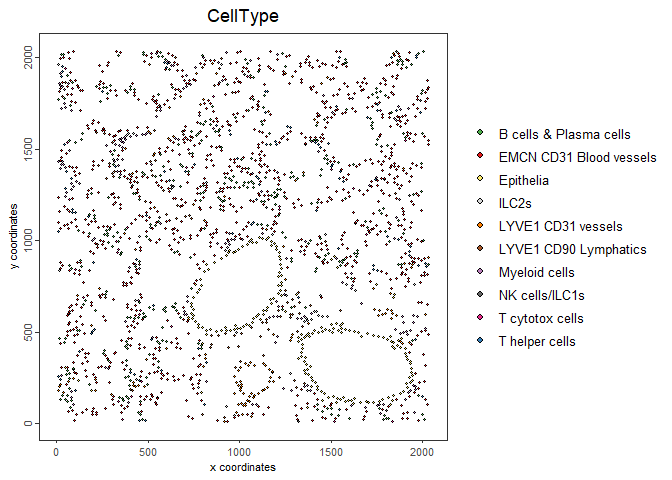 CellType
2000
1500
1000
500
0
y coordinates
0
500
1000
1500
2000
x coordinates
B cells & Plasma cells
EMCN CD31 Blood vessels
Epithelia
ILC2s
LYVE1 CD31 vessels
LYVE1 CD90 Lymphatics
Myeloid cells
NK cells/ILC1s
T cytotox cells
T helper cells